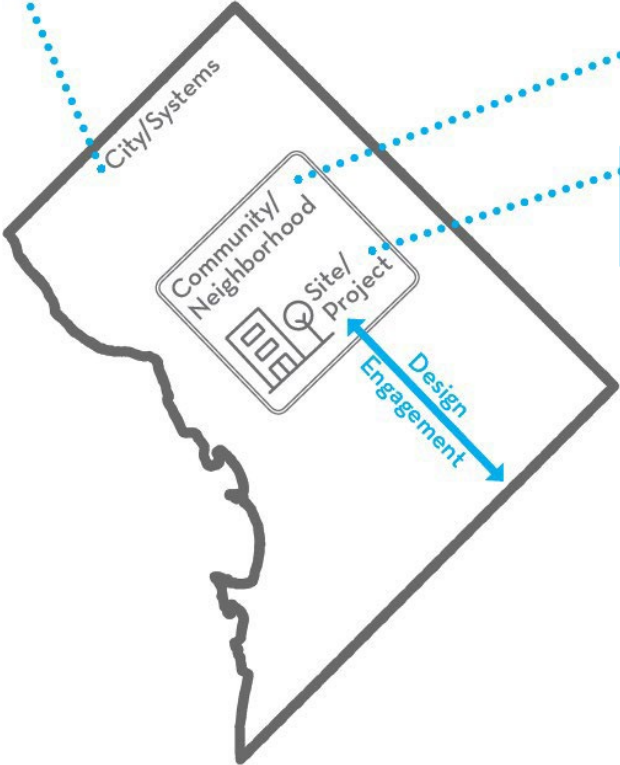 City/Systems
Community/
Neighborhood
Site/
Project
Design
Engagement